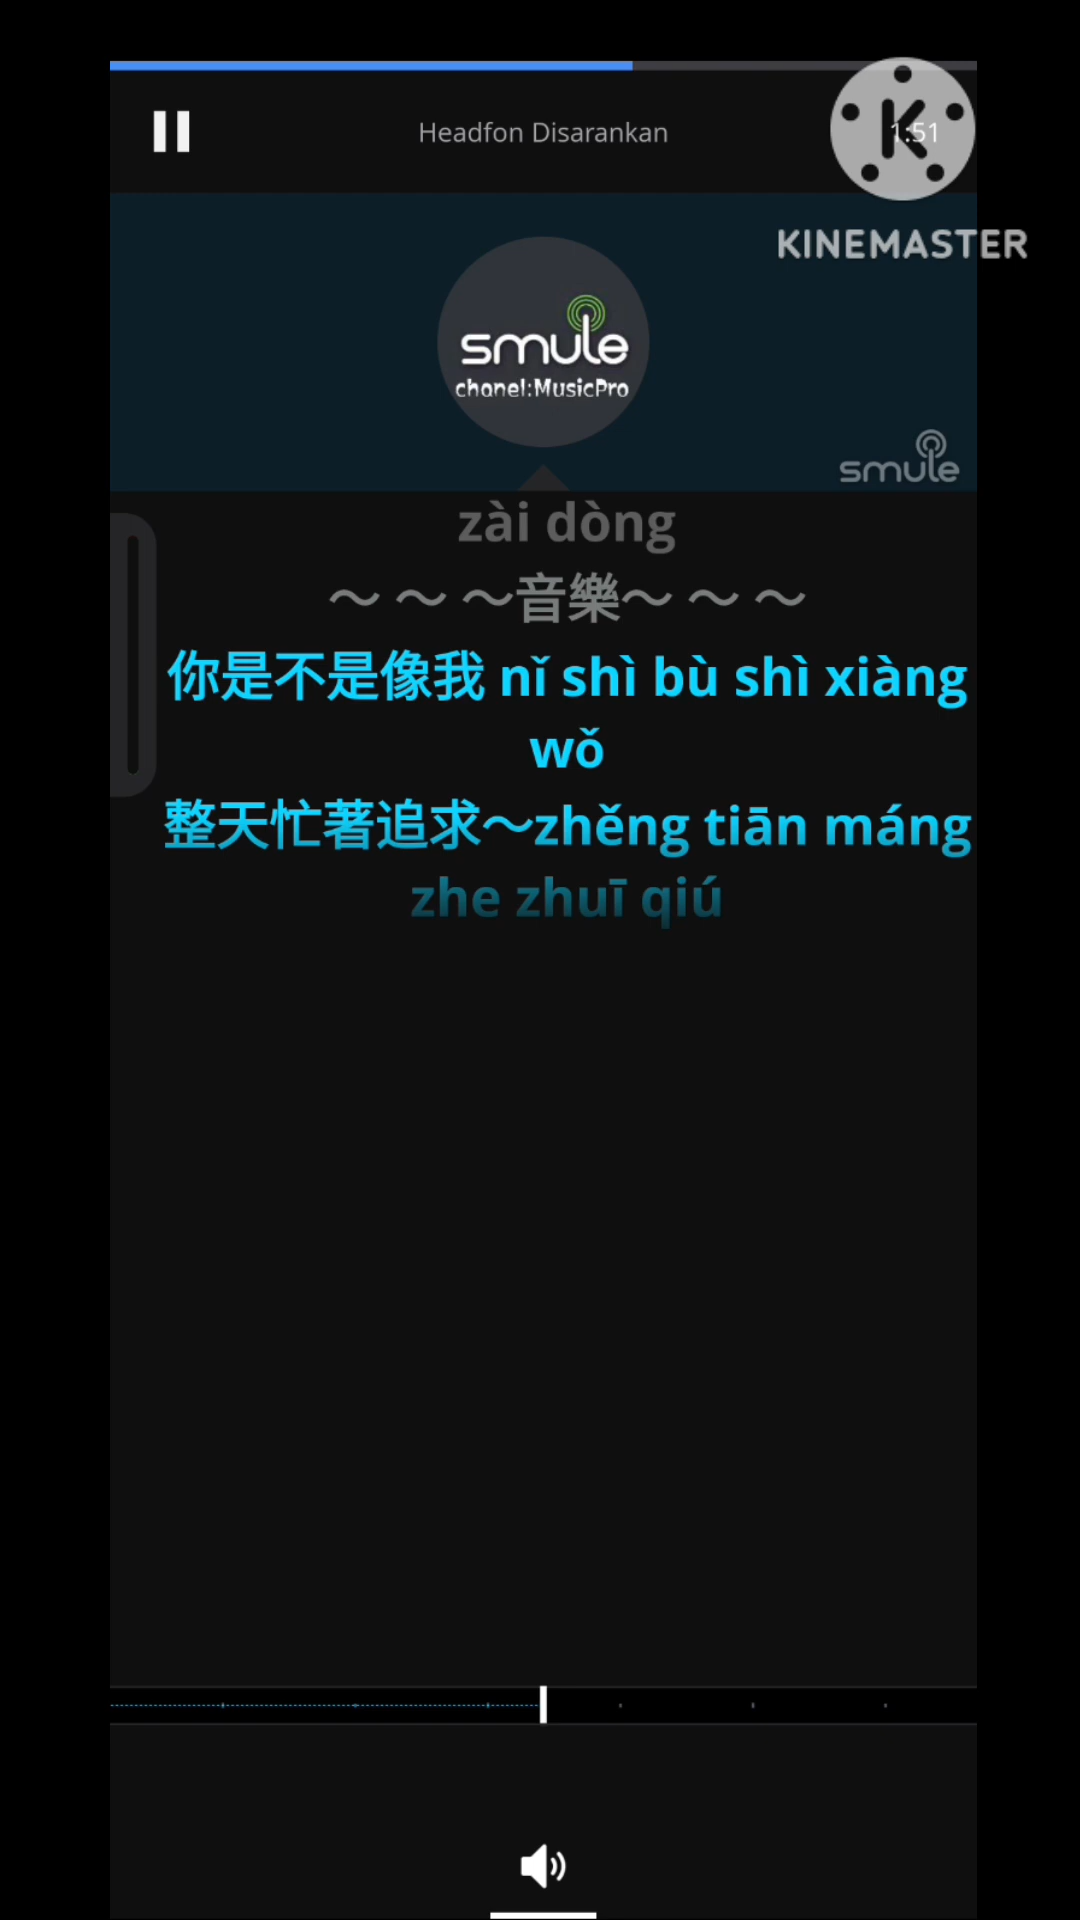 Headfon Disarankan
1:51
KINEMASTER
smule
chanel:MusicPro
smule
zài dòng
～ ～ ～音樂～ ～ ～
你是不是像我 nǐ shì bù shì xiàng
wǒ
整天忙著追求～zhěng tiān máng
zhe zhuī qiú